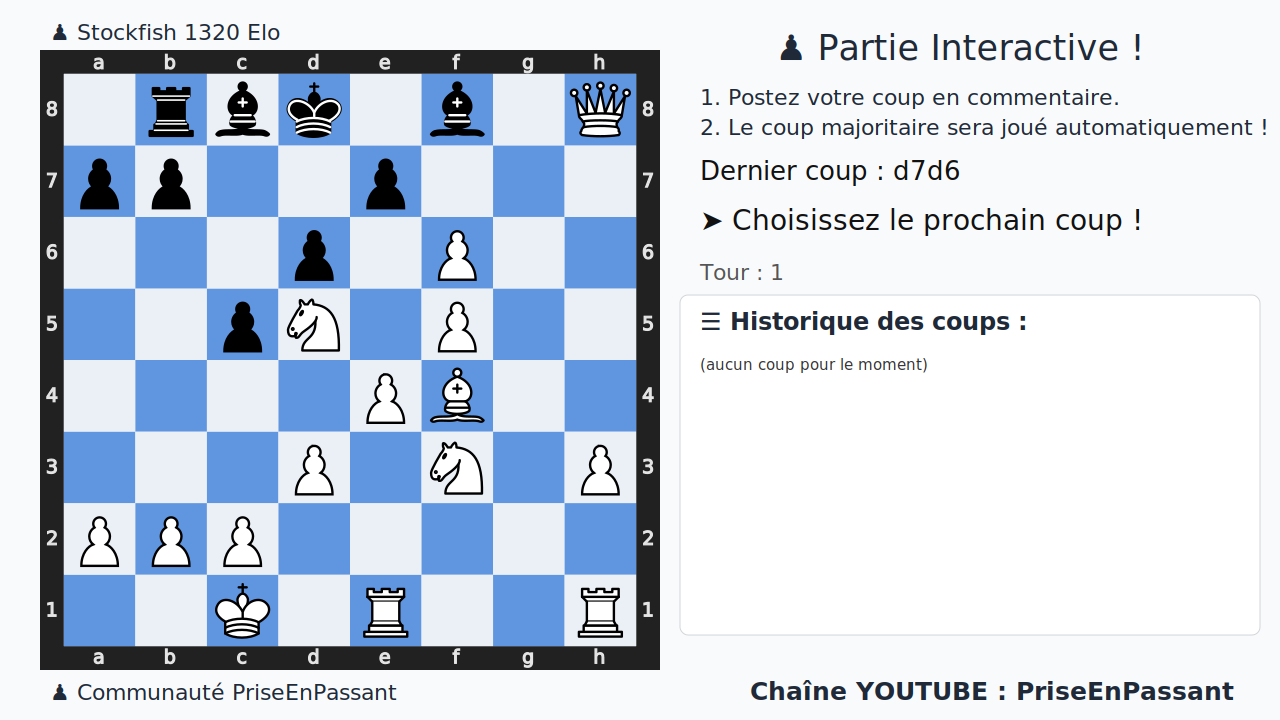 ♟ Stockfish 1320 Elo
a b c d e f g h
8 8
7 7
6 6
5 5
4 4
3 3
2 2
1 1
a b c d e f g h
♟ Communauté PriseEnPassant
♟ Partie Interactive !
1. Postez votre coup en commentaire.
2. Le coup majoritaire sera joué automatiquement !
Dernier coup : d7d6
➤ Choisissez le prochain coup !
Tour : 1
☰ Historique des coups :
(aucun coup pour le moment)
Chaîne YOUTUBE : PriseEnPassant